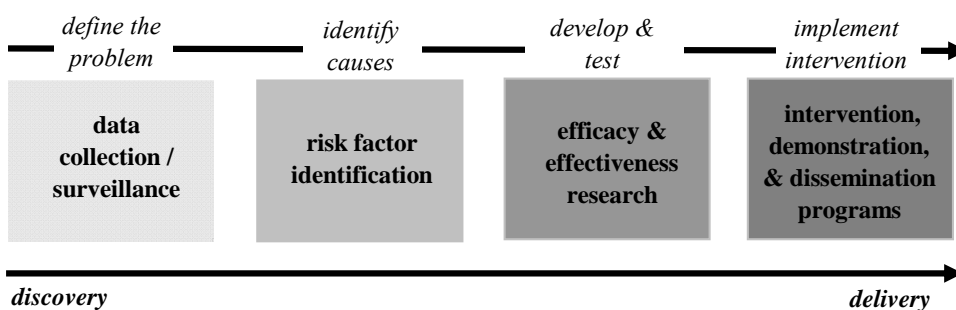 define the
problem
identify
causes
develop &
test
implement
intervention
data
collection /
surveillance
risk factor
identification
efficacy &
effectiveness
research
intervention,
demonstration,
& dissemination
programs
discovery
delivery